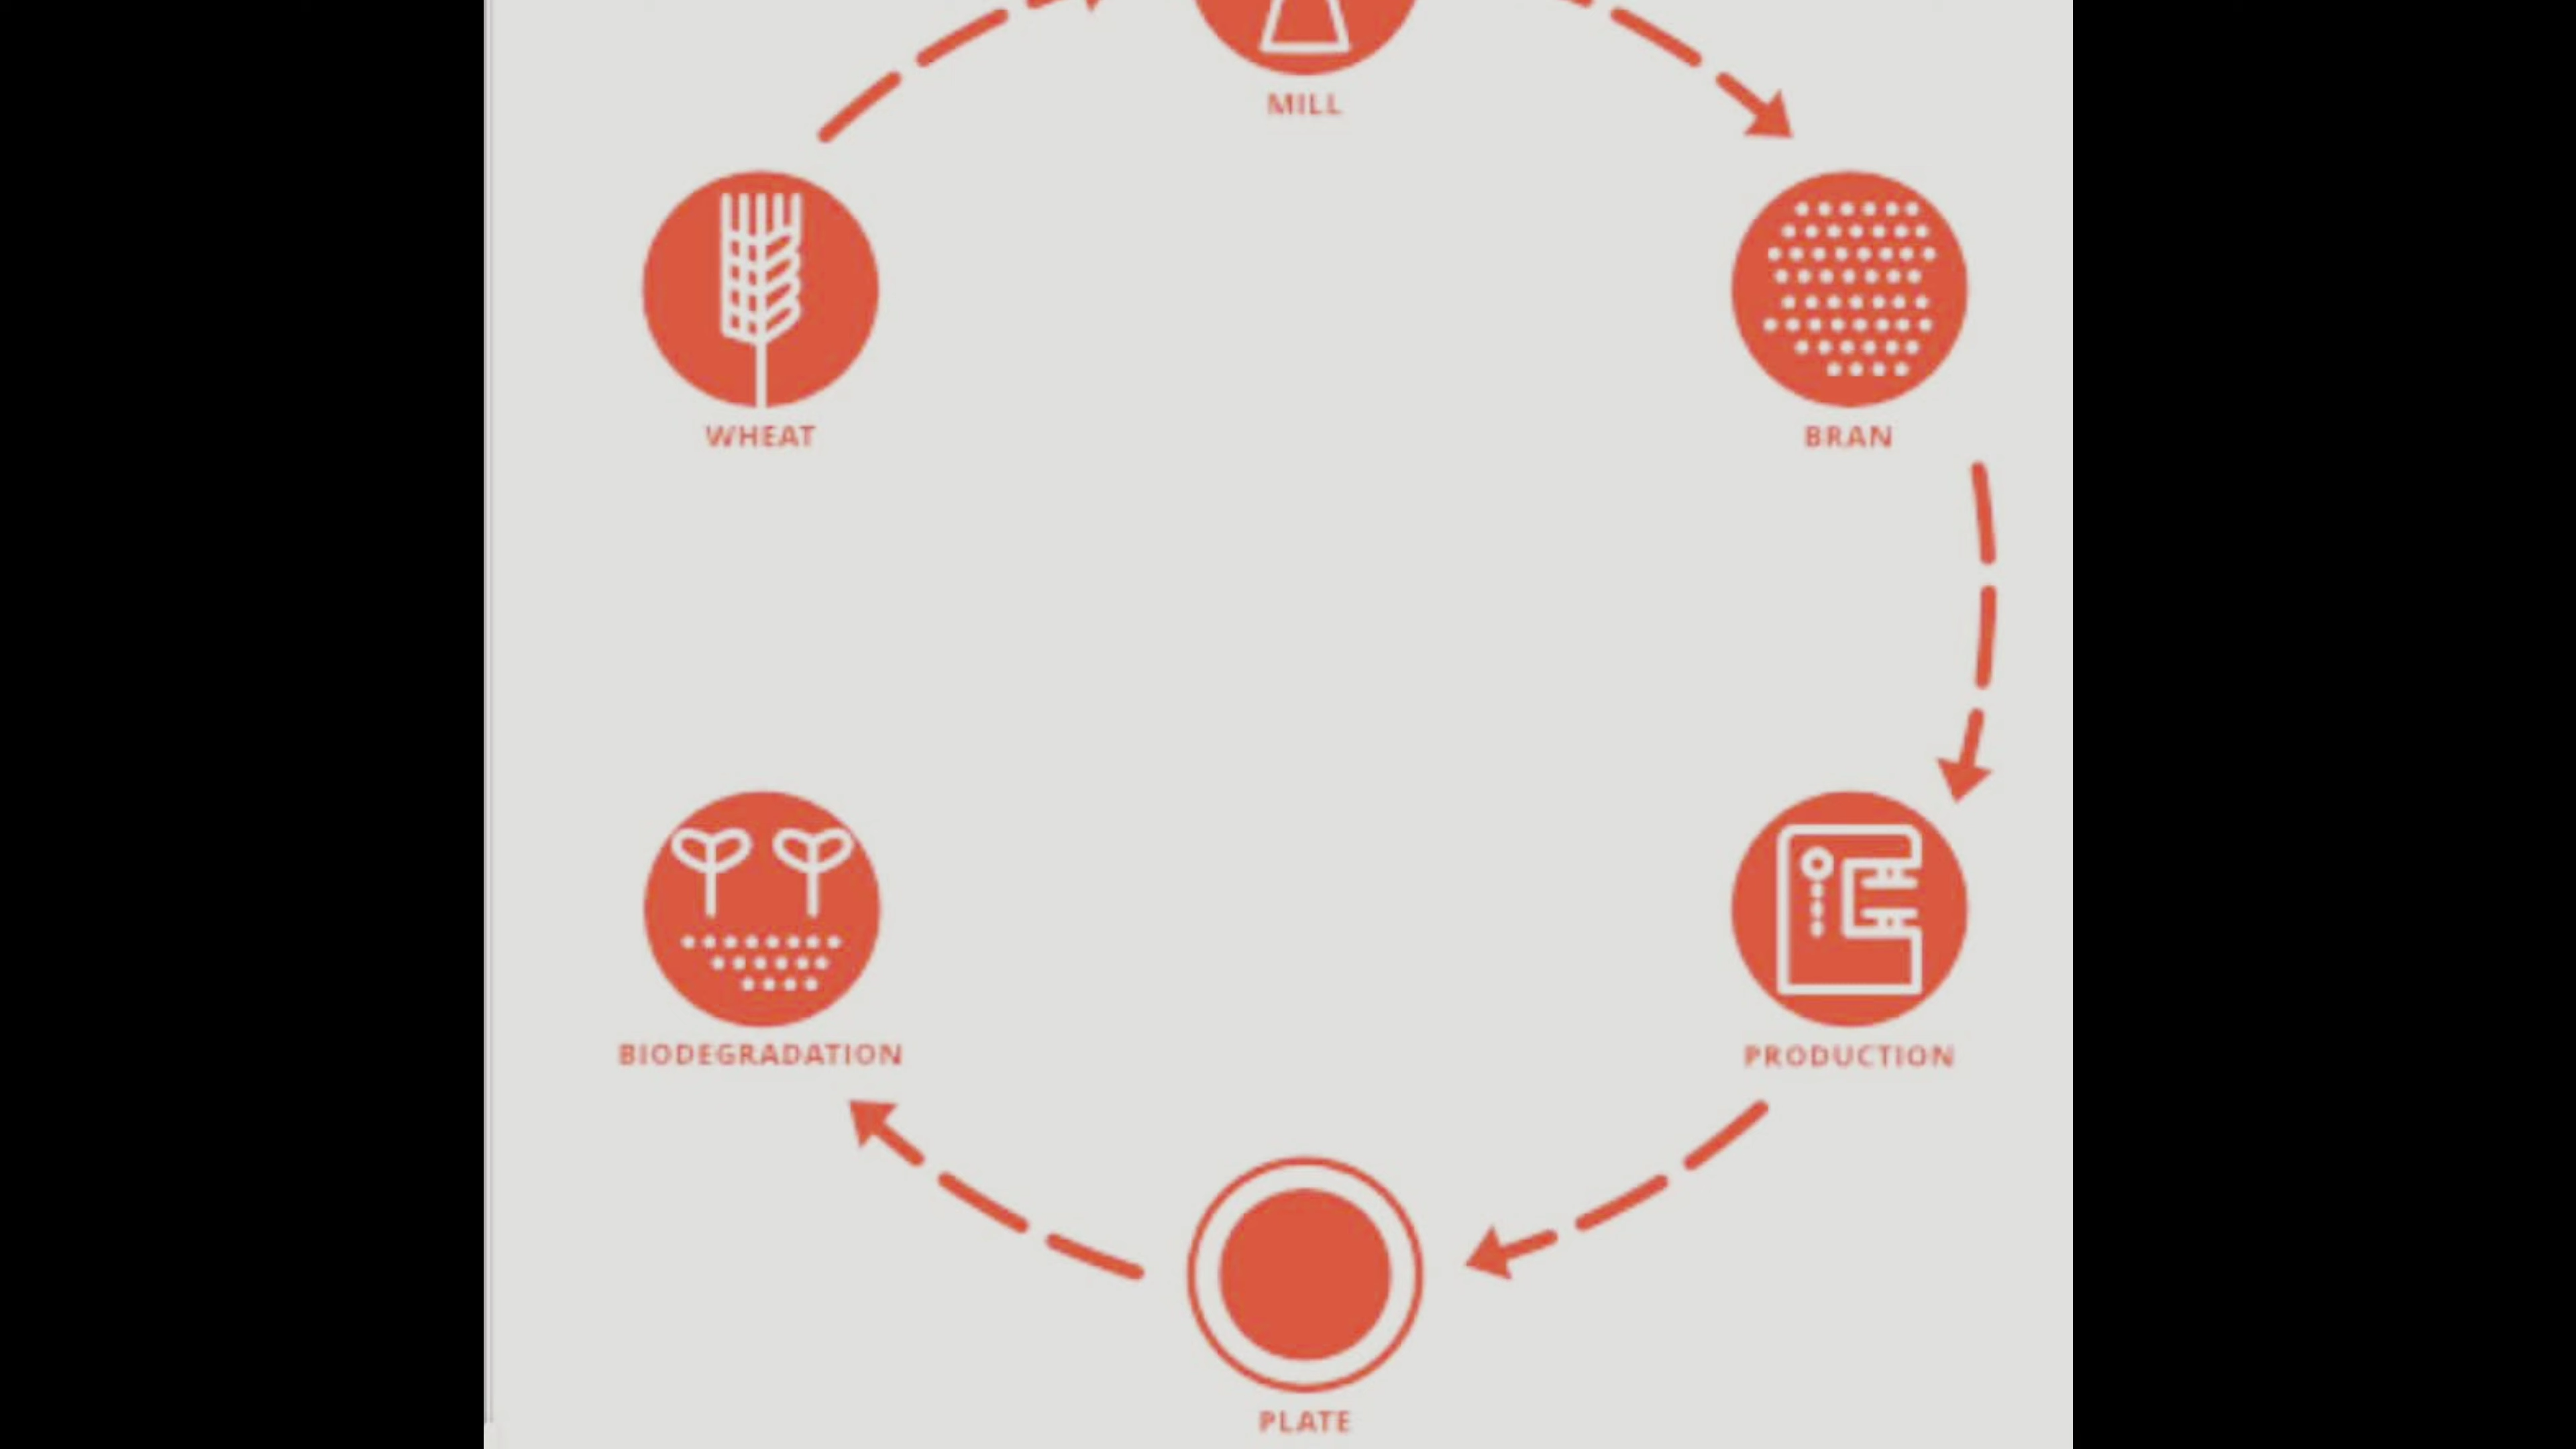 MILL
WHEAT
BRAN
BIODEGRADATION
PRODUCTION
PLATE